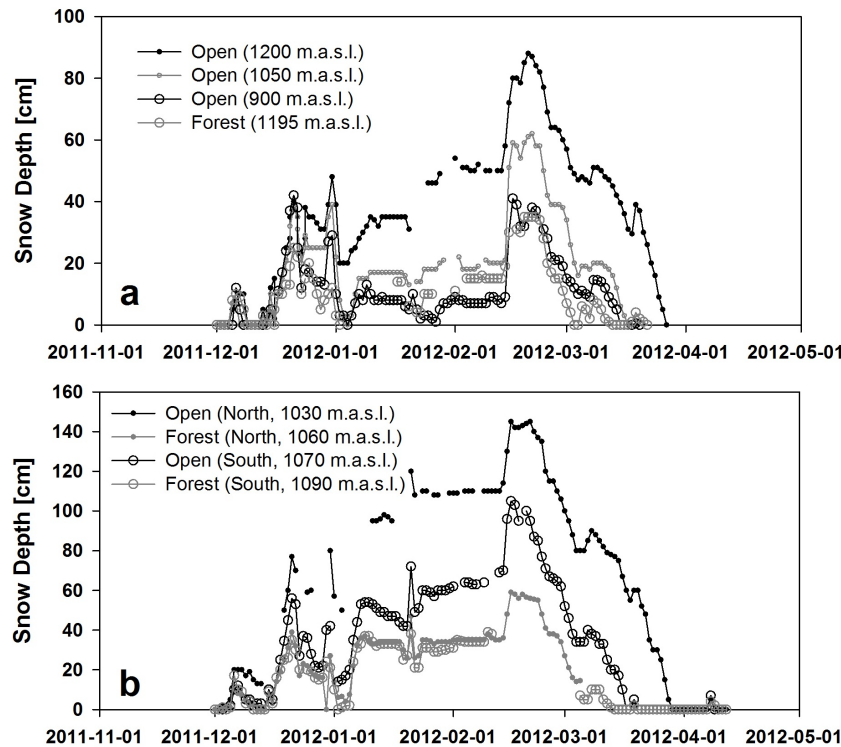 100
Open (1200 m.a.s.l.)
Open (1050 m.a.s.l.)
Open (900 m.a.s.l.)
Forest (1195 m.a.s.l.)
80
60
40
20
0
Snow Depth [cm]
a
2011-11-01 2011-12-01 2012-01-01 2012-02-01 2012-03-01 2012-04-01 2012-05-01
160
Open (North, 1030 m.a.s.l.)
Forest (North, 1060 m.a.s.l.)
Open (South, 1070 m.a.s.l.)
Forest (South, 1090 m.a.s.l.)
140
120
100
80
60
40
20
0
Snow Depth [cm]
b
2011-11-01 2011-12-01 2012-01-01 2012-02-01 2012-03-01 2012-04-01 2012-05-01